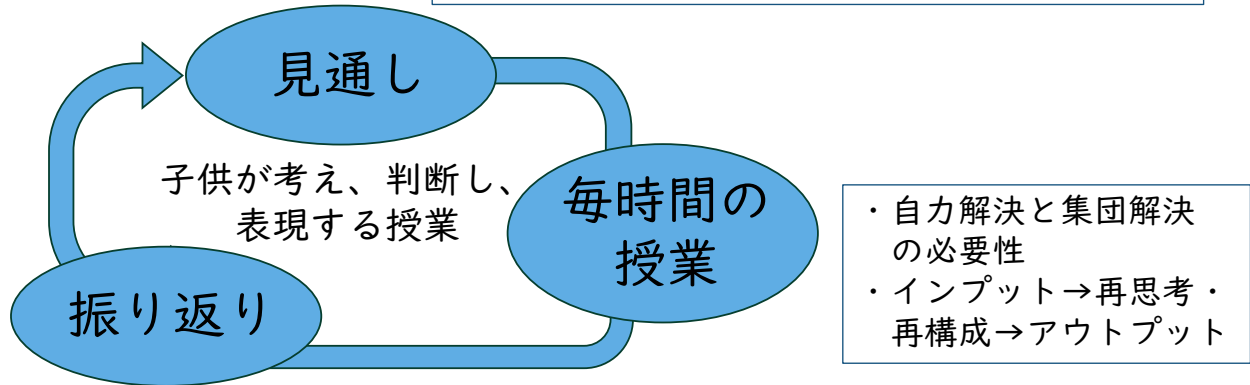 見通し
子供が考え、判断し、
表現する授業
毎時間の
授業
振り返り
・自力解決と集団解決
の必要性
・インプット→再思考・
再構成→アウトプット